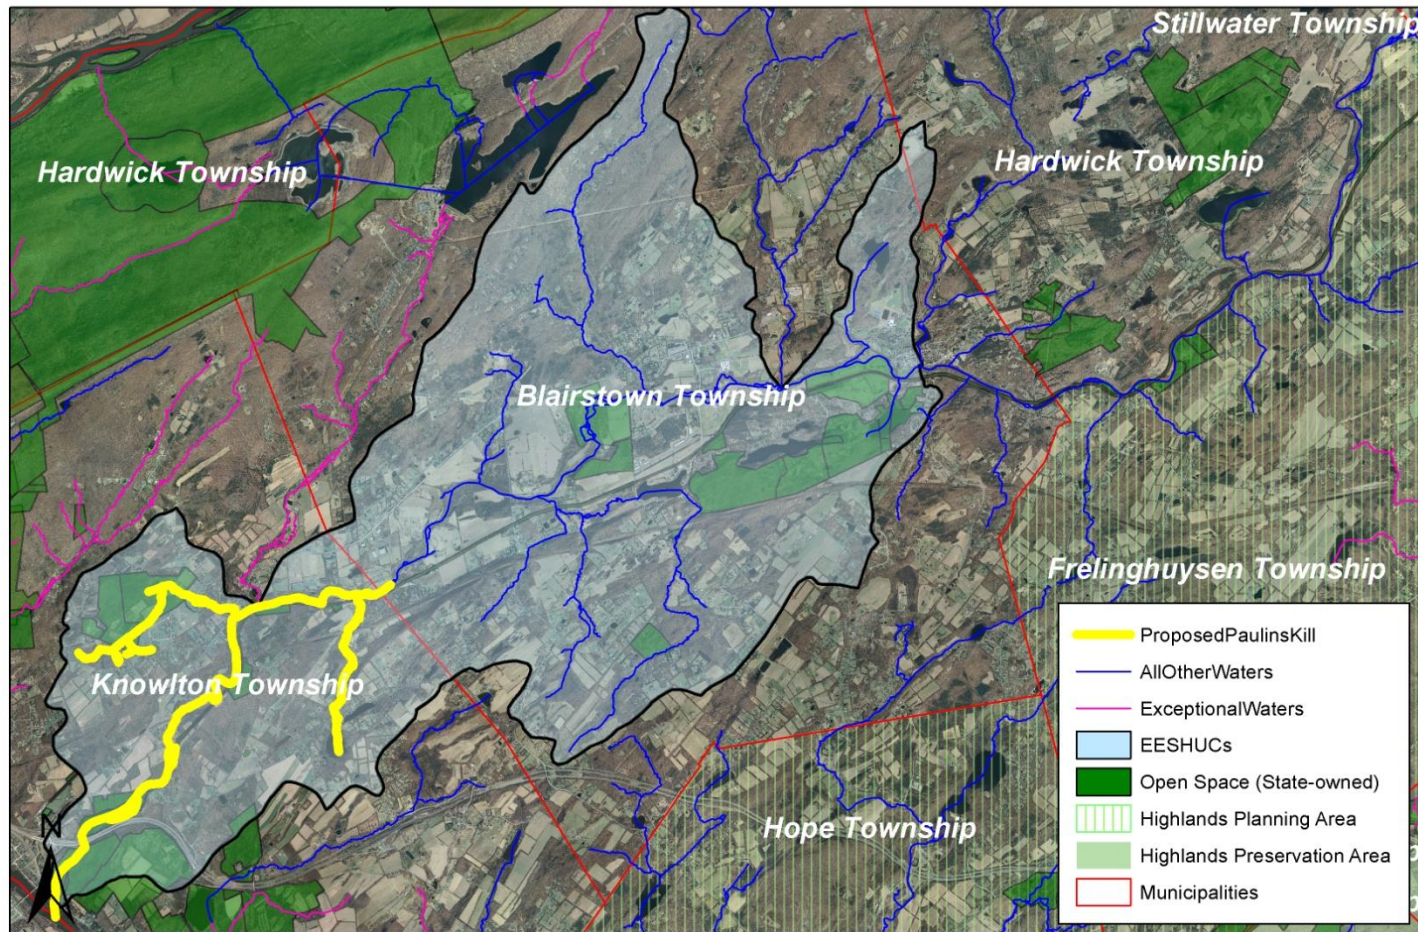 Stillwater Township
Hardwick Township
Hardwick Township
Blairstown Township
Frelinghuysen Township
Knowlton Township
Hope Township
N
ProposedPaulinsKill
AllOtherWaters
ExceptionalWaters
EESHUCs
Open Space (State-owned)
Highlands Planning Area
Highlands Preservation Area
Municipalities